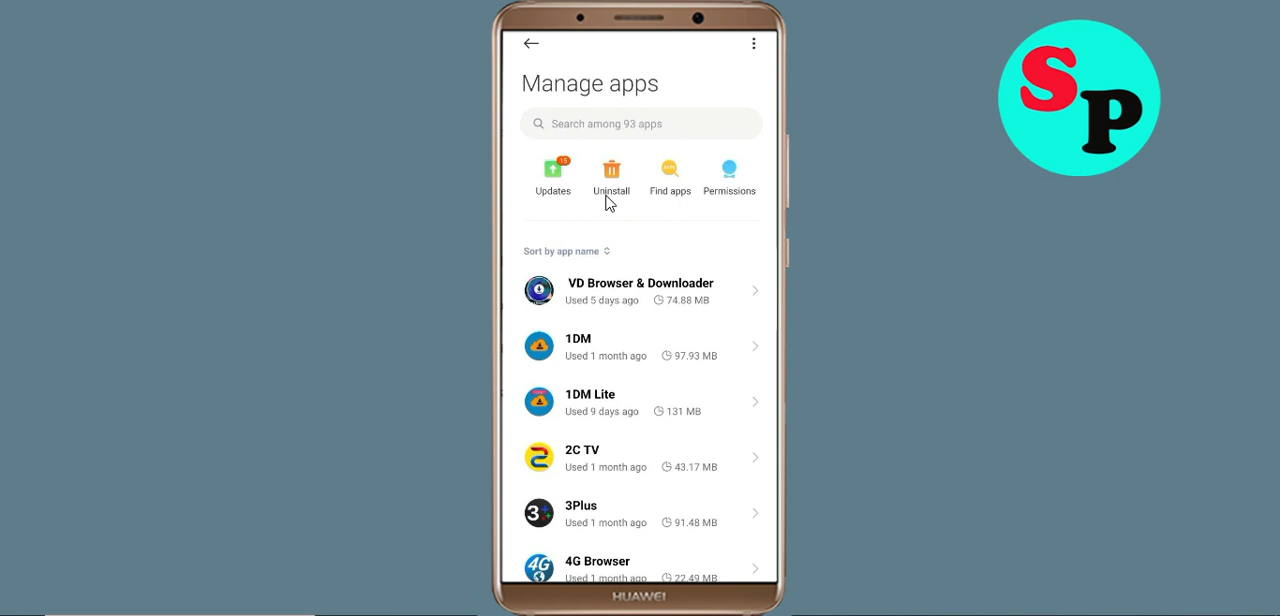 Manage apps
Search among 93 apps
15
Updates
Uninstall
Find apps
Permissions
Sort by app name
VD Browser & Downloader
Used 5 days ago 74.88 MB
1DM
Used 1 month ago 97.93 MB
1DM Lite
Used 9 days ago 131 MB
2C TV
Used 1 month ago 43.17 MB
3Plus
Used 1 month ago 91.48 MB
4G Browser
Used 1 month ago 22.49 MB
HUAWEI
SP
2
3
4G